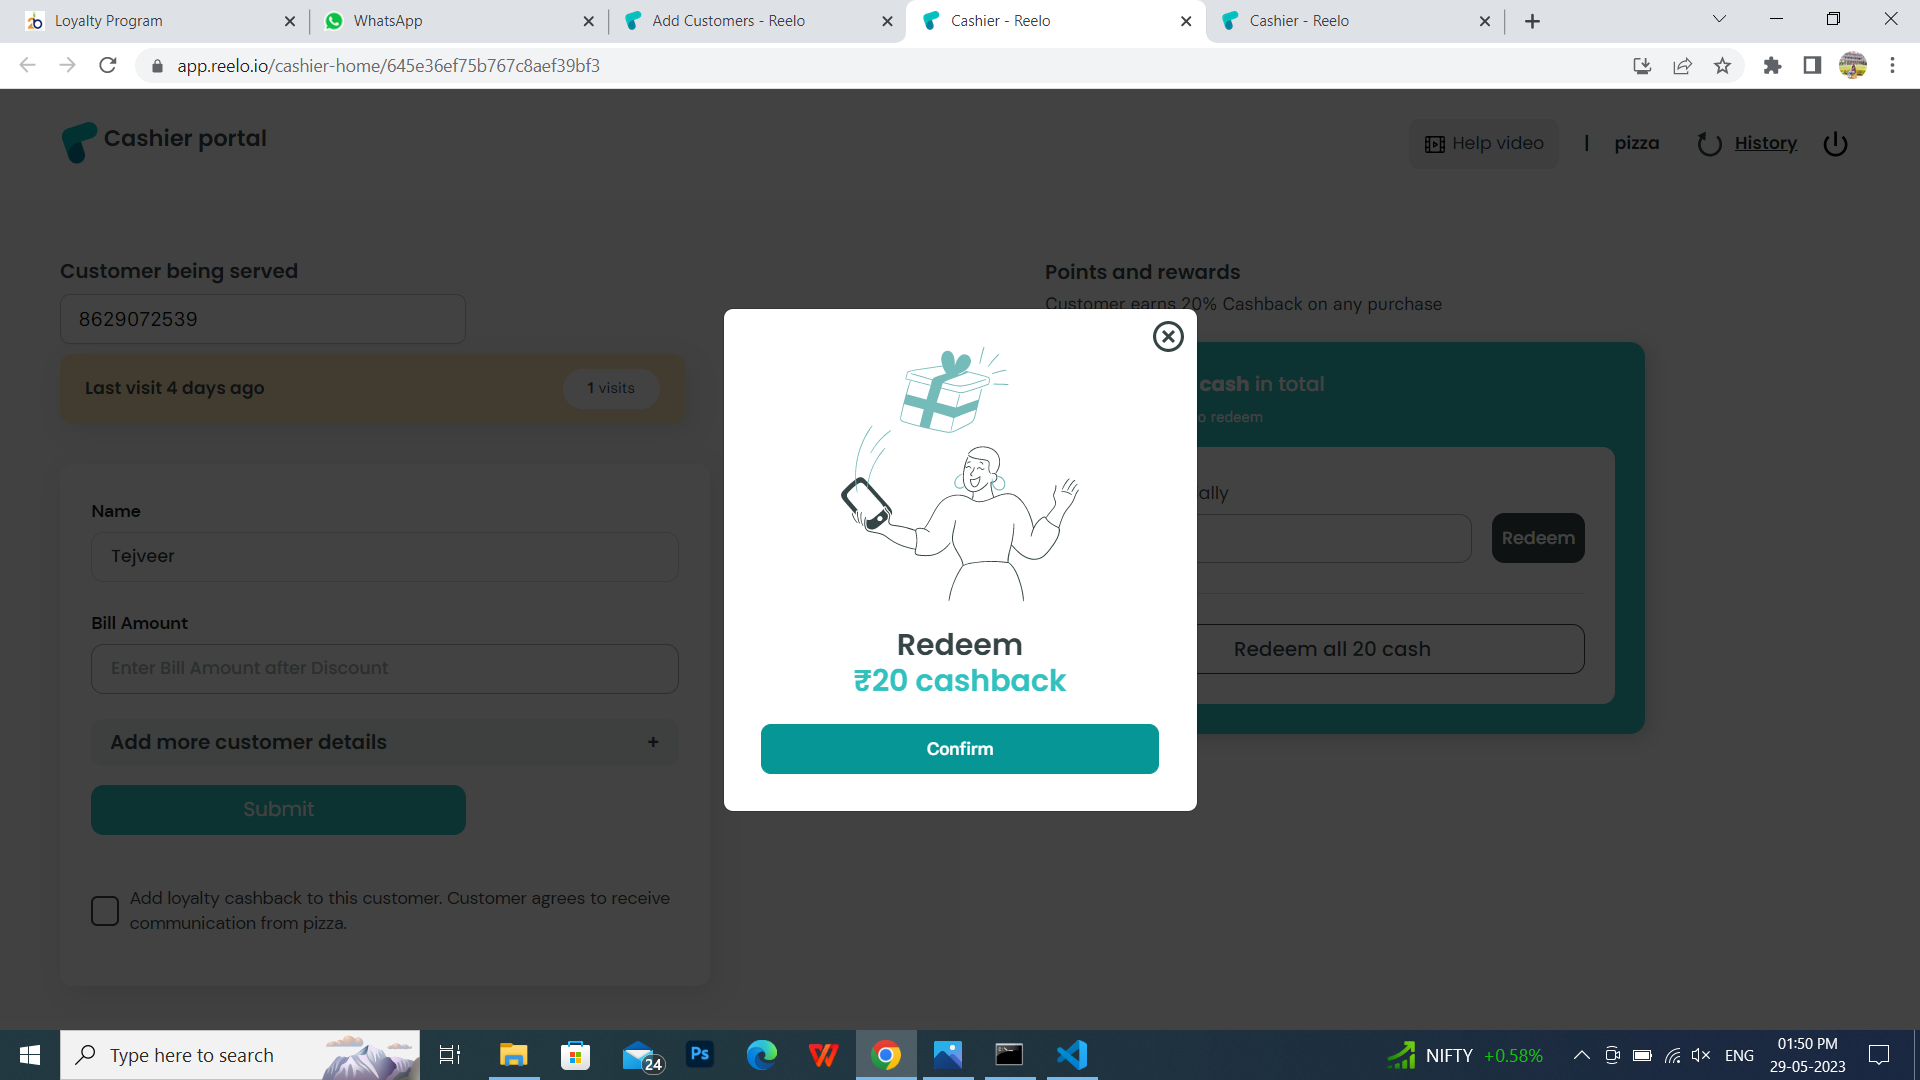 Loyalty Program
WhatsApp
Add Customers - Reelo
Cashier - Reelo
Cashier - Reelo
app.reelo.io/cashier-home/645e36ef75b767c8aef39bf3
Cashier portal
Help video
|
pizza
History
Customer being served
8629072539
Last visit 4 days ago
1 visits
Name
Tejveer
Bill Amount
Enter Bill Amount after Discount
Add more customer details
+
Submit
Add loyalty cashback to this customer. Customer agrees to receive
communication from pizza.
Points and rewards
Customer earns 20% Cashback on any purchase
cash in total
redeem
Redeem
Redeem all 20 cash
Redeem
₹20 cashback
Confirm
Type here to search
24
Ps
NIFTY +0.58%
ENG
01:50 PM
29-05-2023